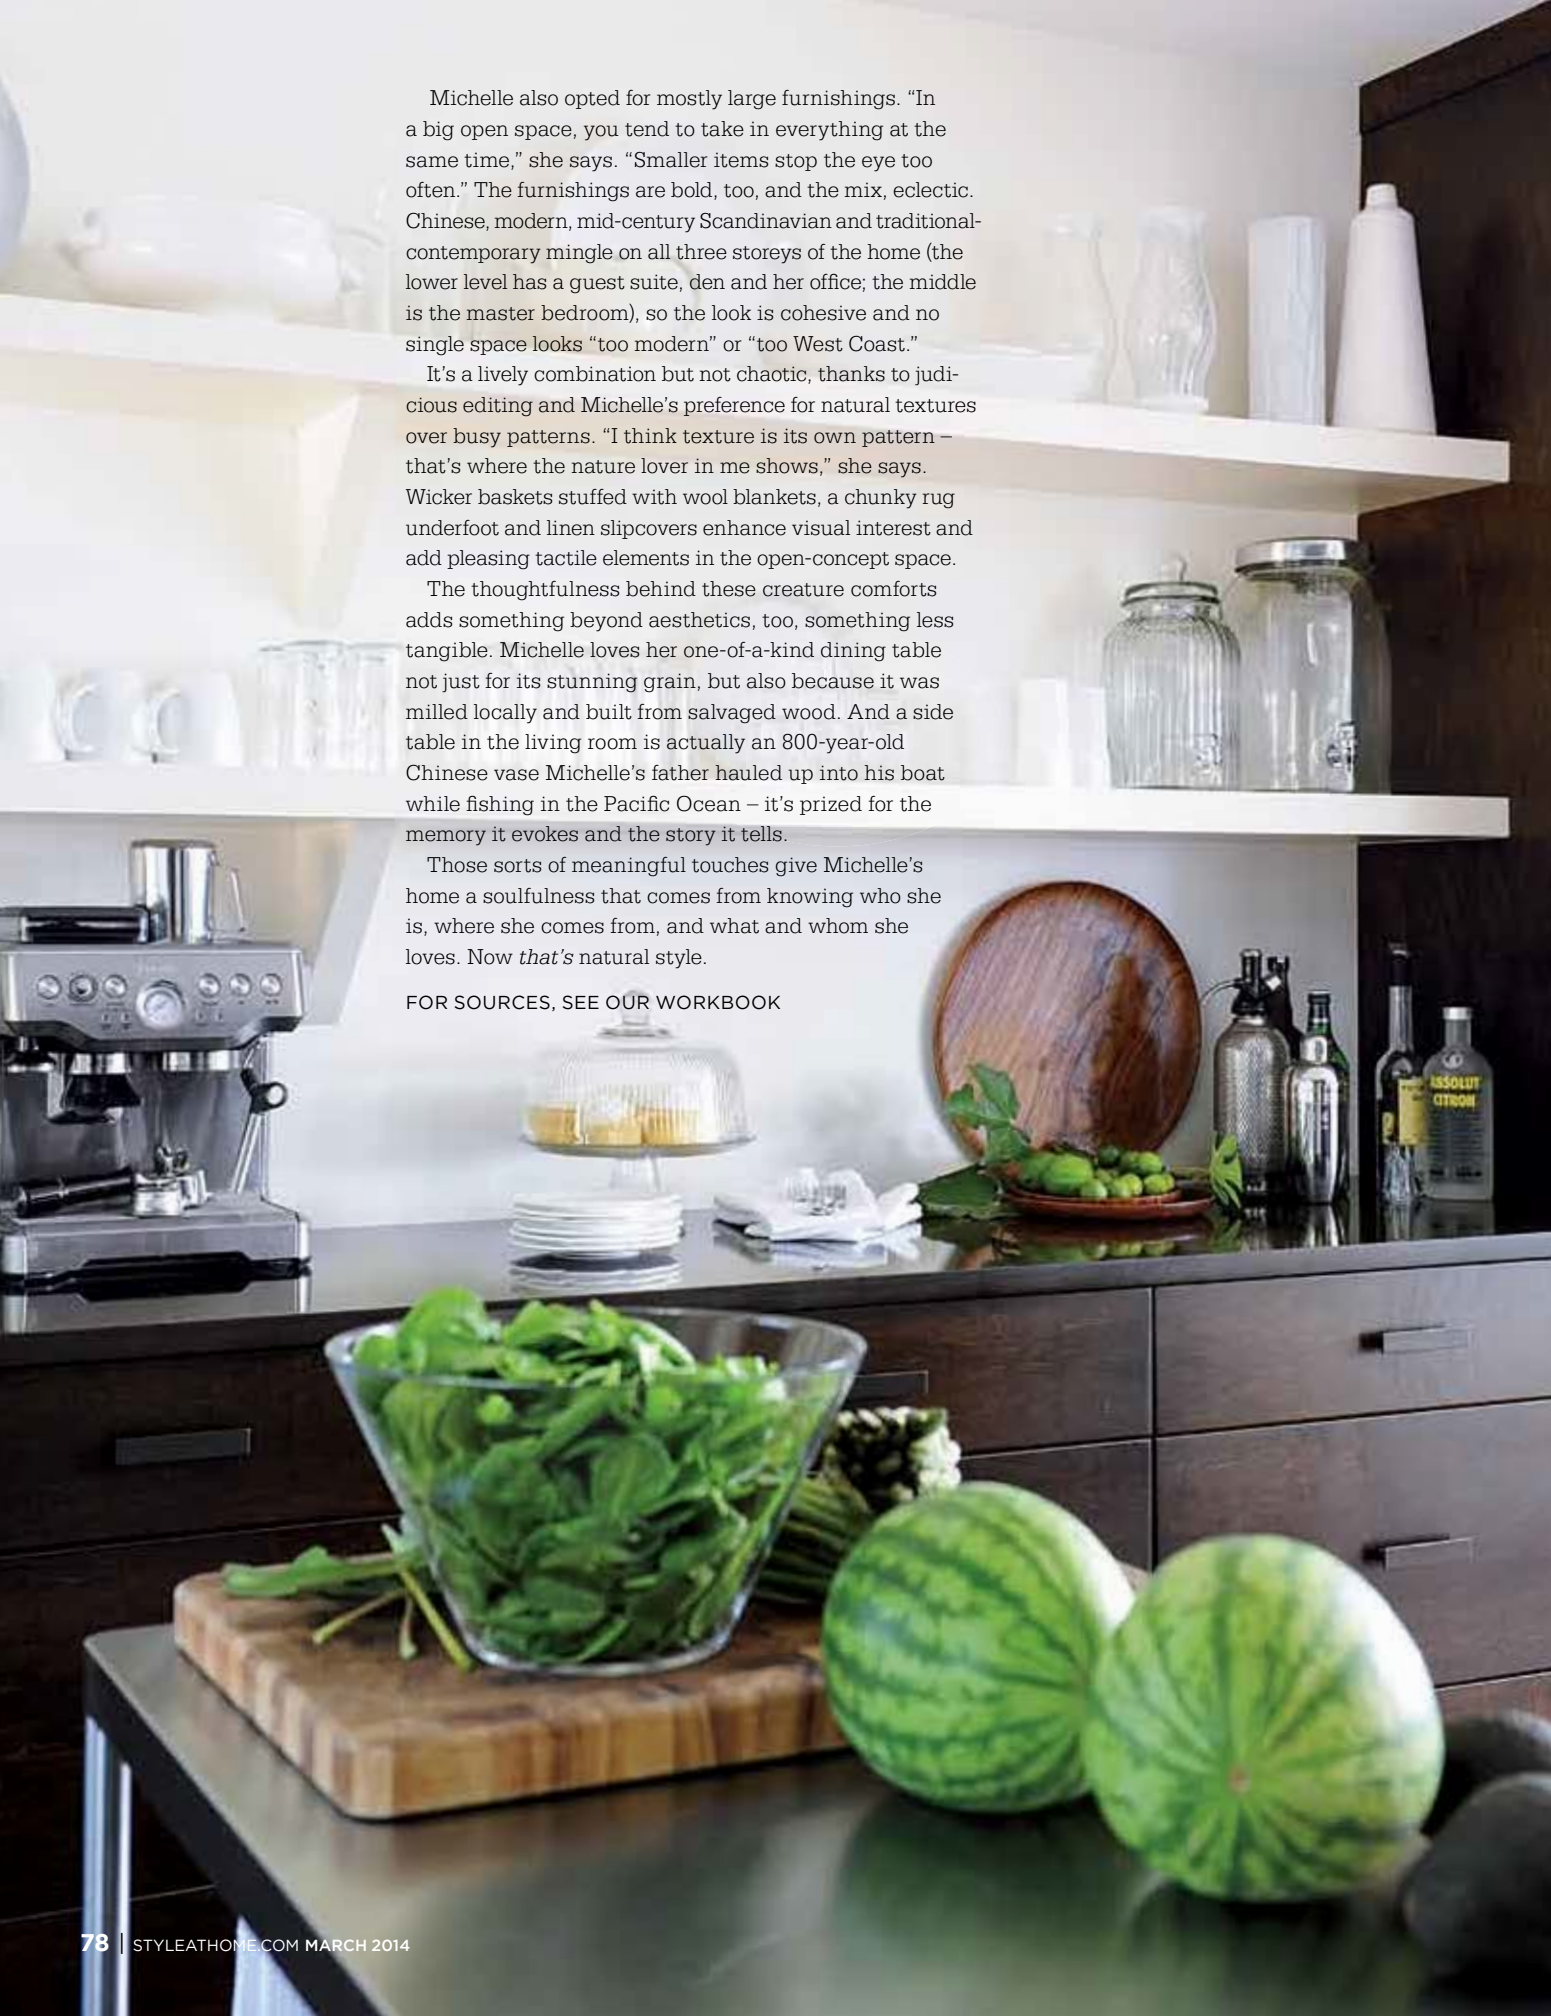 Michelle also opted for mostly large furnishings. “In
a big open space, you tend to take in everything at the
same time,” she says. “Smaller items stop the eye too
often.” The furnishings are bold, too, and the mix, eclectic.
Chinese, modern, mid-century Scandinavian and traditional-
contemporary mingle on all three storeys of the home (the
lower level has a guest suite, den and her office; the middle
is the master bedroom), so the look is cohesive and no
single space looks “too modern” or “too West Coast.”
It’s a lively combination but not chaotic, thanks to judi-
cious editing and Michelle’s preference for natural textures
over busy patterns. “I think texture is its own pattern –
that’s where the nature lover in me shows,” she says.
Wicker baskets stuffed with wool blankets, a chunky rug
underfoot and linen slipcovers enhance visual interest and
add pleasing tactile elements in the open-concept space.
The thoughtfulness behind these creature comforts
adds something beyond aesthetics, too, something less
tangible. Michelle loves her one-of-a-kind dining table
not just for its stunning grain, but also because it was
milled locally and built from salvaged wood. And a side
table in the living room is actually an 800-year-old
Chinese vase Michelle’s father hauled up into his boat
while fishing in the Pacific Ocean – it’s prized for the
memory it evokes and the story it tells.
Those sorts of meaningful touches give Michelle’s
home a soulfulness that comes from knowing who she
is, where she comes from, and what and whom she
loves. Now that’s natural style.
FOR SOURCES, SEE OUR WORKBOOK
ABSOLUT
CITRON
78 | STYLEATHOME.COM MARCH 2014